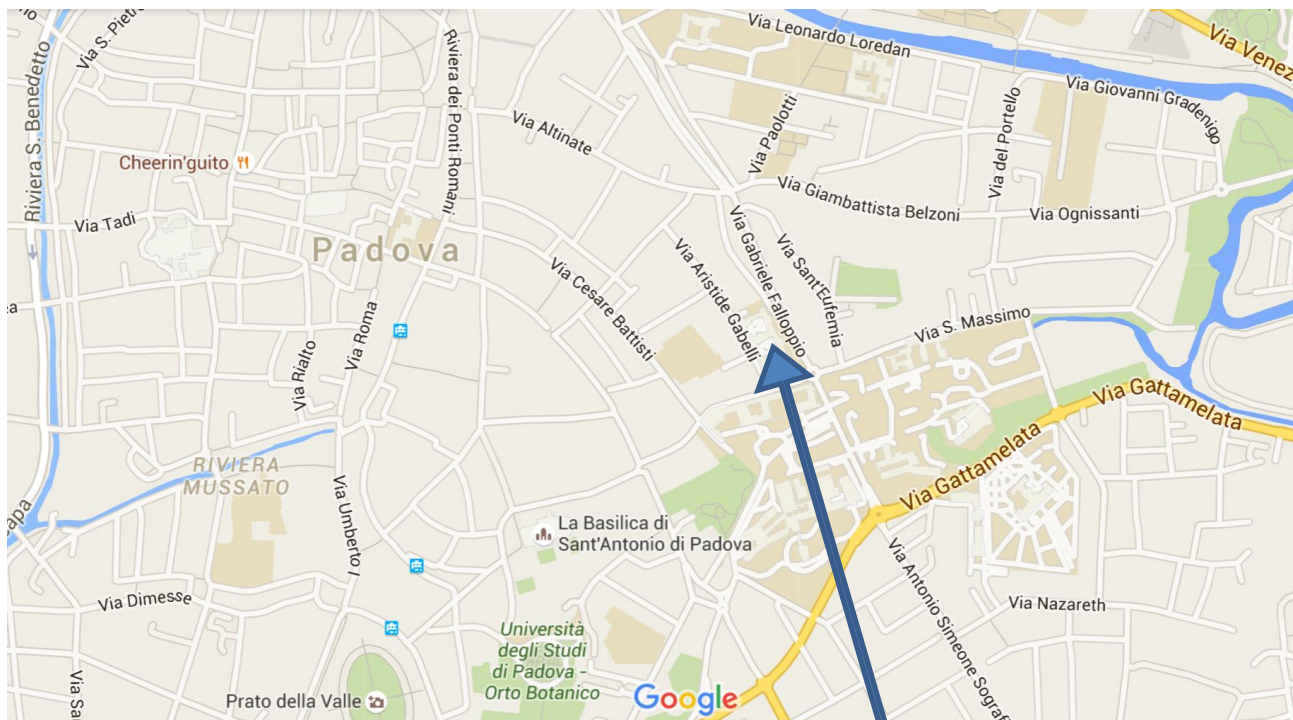 Via S. Pietro
Riviera S. Benedetto
Riviera dei Ponti Romani
Via Leonardo Loredan
Via Giovanni Gradenigo
Via Altinate
Via Paolotti
Via del Portello
Cheerin'guito
Via Giambattista Belzoni
Via Ognissanti
Via Tadi
Padova
Via Gabriele Falloppio
Via Sant'Eufemia
Via Aristide Gabelli
Via Cesare Battisti
Via S. Massimo
Via Roma
Via Rialto
Via Gattamelata
Via Gattamelata
RIVIERA
MUSSATO
Via Umberto I
La Basilica di
Sant'Antonio di Padova
Via Antonio Simeone Sograf
Via Nazareth
Via Dimesse
Università
degli Studi
di Padova -
Orto Botanico
Prato della Valle
Google